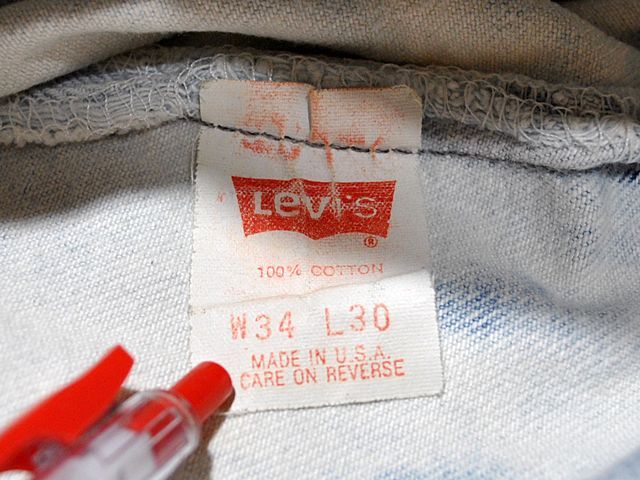 Levi's
®
100% COTTON
W34 L30
MADE IN U.S.A.
CARE ON REVERSE